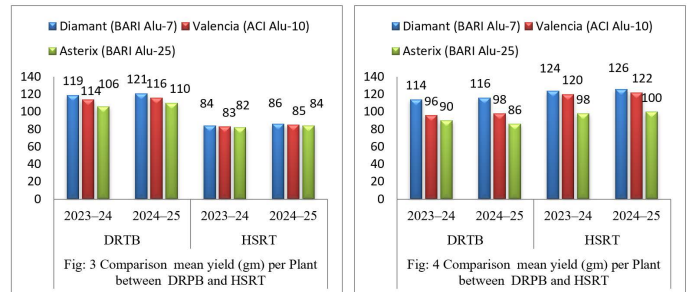 Diamant (BARI Alu-7) Valencia (ACI Alu-10)
Asterix (BARI Alu-25)
140
120
100
80
60
40
20
0
119 114 106 121 116 110 84 83 82 86 85 84
2023–24 2024–25 2023–24 2024–25
DRTB HSRT
Fig: 3 Comparison mean yield (gm) per Plant
between DRPB and HSRT
Diamant (BARI Alu-7) Valencia (ACI Alu-10)
Asterix (BARI Alu-25)
140
120
100
80
60
40
20
0
114 96 90 116 98 86 124 120 98 126 122 100
2023–24 2024–25 2023–24 2024–25
DRTB HSRT
Fig: 4 Comparison mean yield (gm) per Plant
between DRPB and HSRT